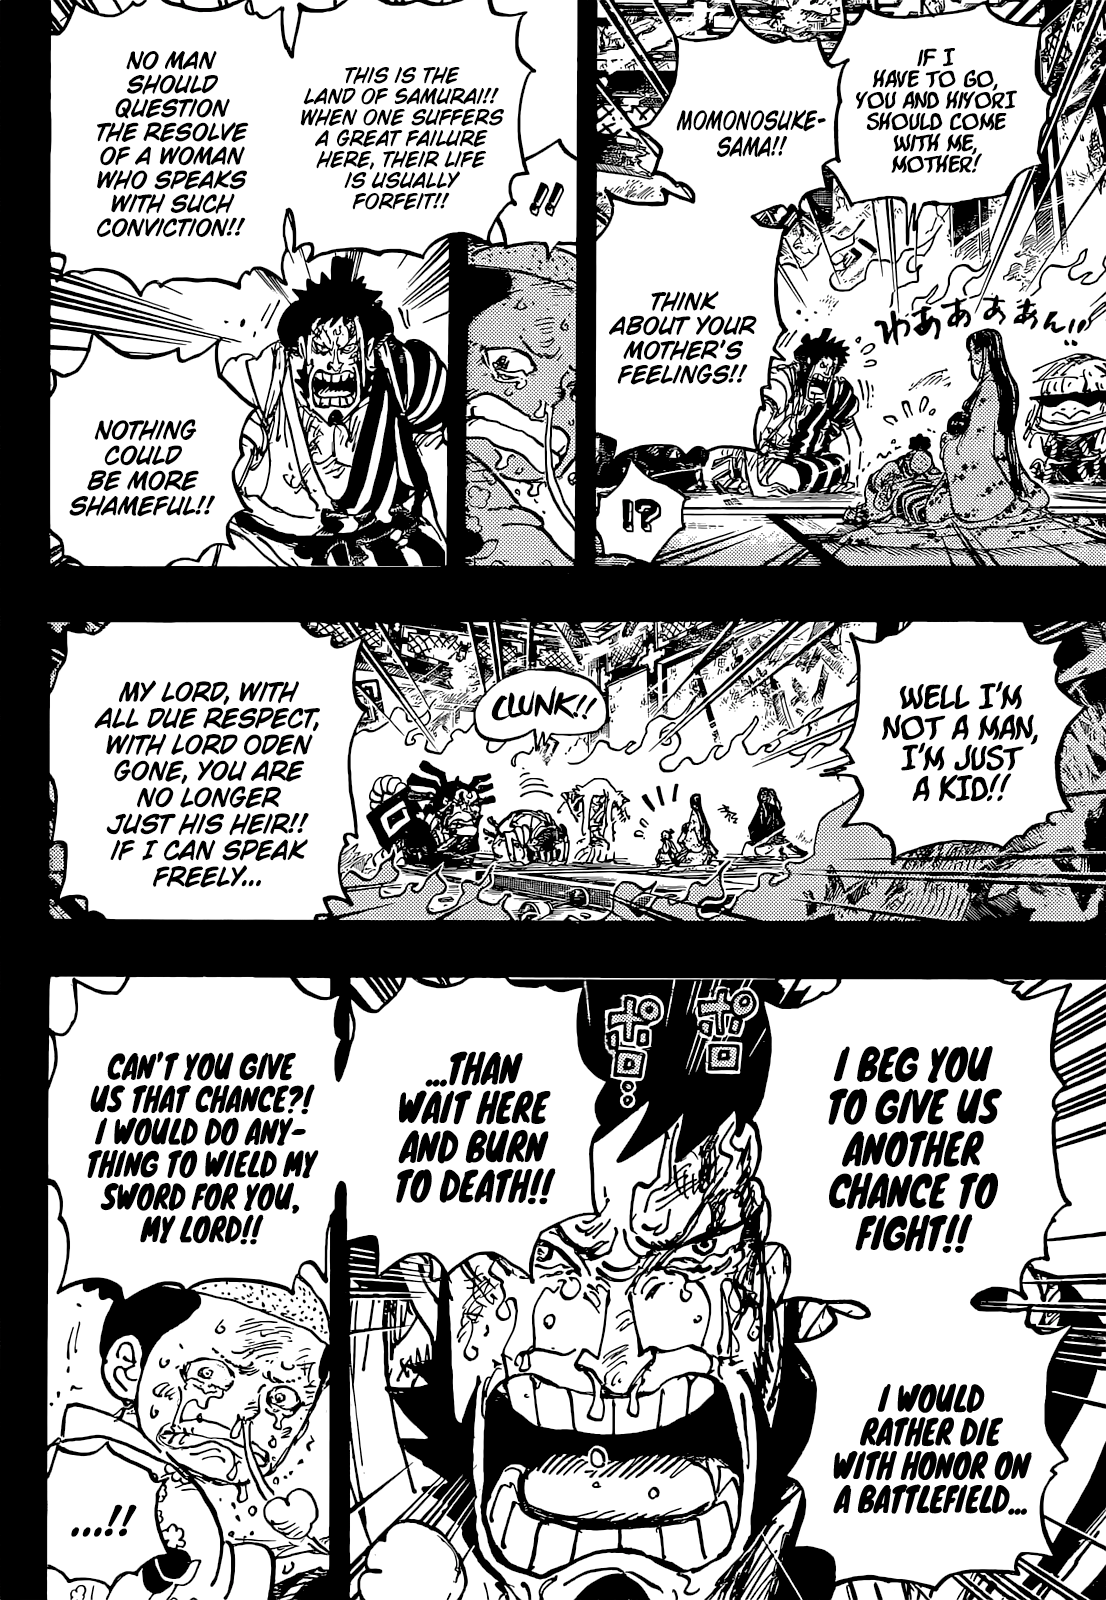 IF I
HAVE TO GO,
YOU AND HIYORI
SHOULD COME
WITH ME,
MOTHER!
MOMONOSUKE-
SAMA!!
わあああぁん!!
THINK
ABOUT YOUR
MOTHER'S
FEELINGS!!
!?
!!
THIS IS THE
LAND OF SAMURAI!!
WHEN ONE SUFFERS
A GREAT FAILURE
HERE, THEIR LIFE
IS USUALLY
FORFEIT!!
NO MAN
SHOULD
QUESTION
THE RESOLVE
OF A WOMAN
WHO SPEAKS
WITH SUCH
CONVICTION!!
NOTHING
COULD
BE MORE
SHAMEFUL!!
WELL I'M
NOT A MAN,
I'M JUST
A KID!!
CLUNK!!
MY LORD, WITH
ALL DUE RESPECT,
WITH LORD ODEN
GONE, YOU ARE
NO LONGER
JUST HIS HEIR!!
IF I CAN SPEAK
FREELY...
I BEG YOU
TO GIVE US
ANOTHER
CHANCE TO
FIGHT!!
I WOULD
RATHER DIE
WITH HONOR ON
A BATTLEFIELD...
ボロ
ボロ...
...THAN
WAIT HERE
AND BURN
TO DEATH!!
CAN'T YOU GIVE
US THAT CHANCE?!
I WOULD DO ANY-
THING TO WIELD MY
SWORD FOR YOU,
MY LORD!!
...!!